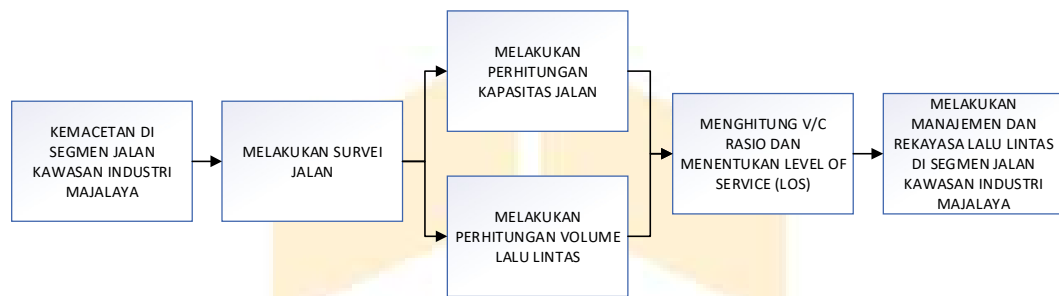 KEMACETAN DI
SEGMEN JALAN
KAWASAN INDUSTRI
MAJALAYA
MELAKUKAN SURVEI
JALAN
MELAKUKAN
PERHITUNGAN
KAPASITAS JALAN
MELAKUKAN
PERHITUNGAN VOLUME
LALU LINTAS
MENGHITUNG V/C
RASIO DAN
MENENTUKAN LEVEL OF
SERVICE (LOS)
MELAKUKAN
MANAJEMEN DAN
REKAYASA LALU LINTAS
DI SEGMEN JALAN
KAWASAN INDUSTRI
MAJALAYA